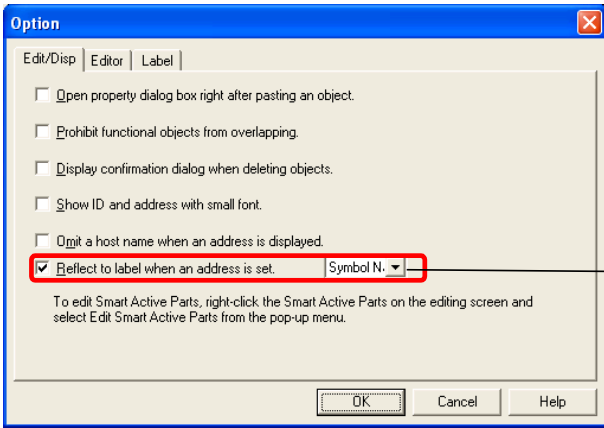 Option
Edit/Disp Editor Label
Open property dialog box right after pasting an object.
Prohibit functional objects from overlapping.
Display confirmation dialog when deleting objects.
Show ID and address with small font.
Omit a host name when an address is displayed.
Reflect to label when an address is set. Symbol N.
To edit Smart Active Parts, right-click the Smart Active Parts on the editing screen and
select Edit Smart Active Parts from the pop-up menu.
OK Cancel Help